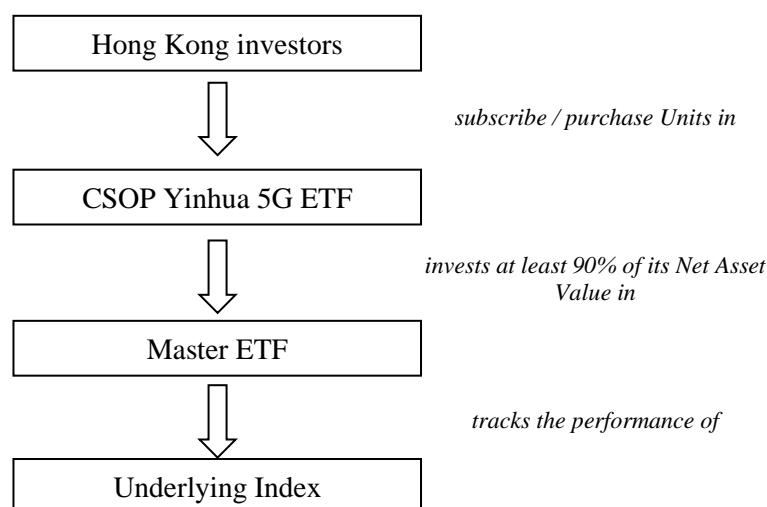 Hong Kong investors
subscribe / purchase Units in
CSOP Yinhua 5G ETF
invests at least 90% of its Net Asset
Value in
Master ETF
tracks the performance of
Underlying Index